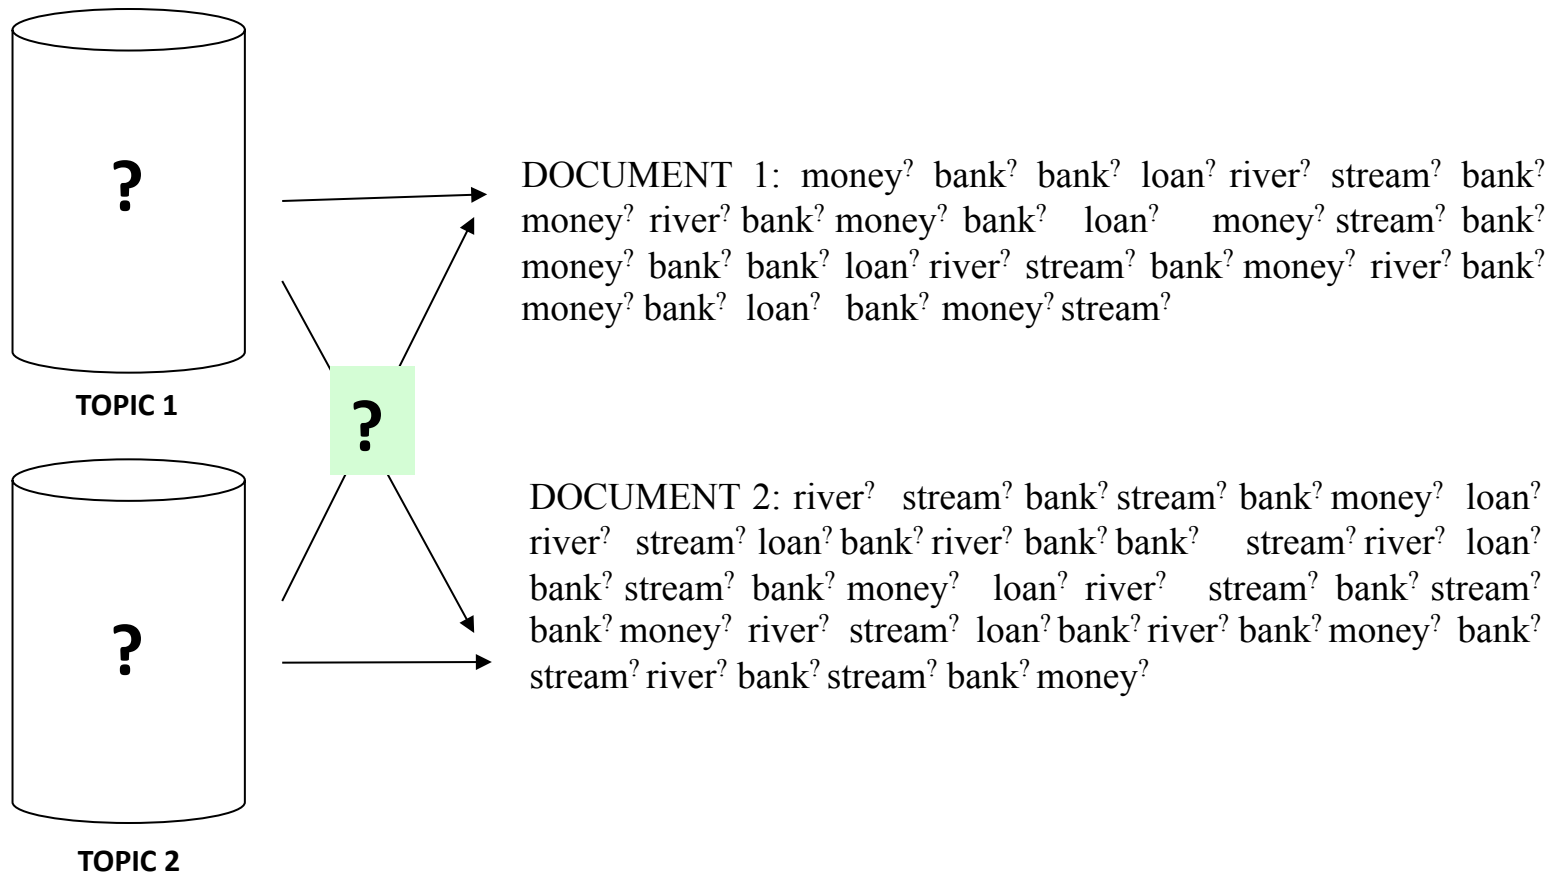 ?
TOPIC 1
?
?
TOPIC 2
DOCUMENT 1: money? bank? bank? loan? river? stream? bank?
money? river? bank? money? bank? loan? money? stream? bank?
money? bank? bank? loan? river? stream? bank? money? river? bank?
money? bank? loan? bank? money? stream?
DOCUMENT 2: river? stream? bank? stream? bank? money? loan?
river? stream? loan? bank? river? bank? bank? stream? river? loan?
bank? stream? bank? money? loan? river? stream? bank? stream?
bank? money? river? stream? loan? bank? river? bank? money? bank?
stream? river? bank? stream? bank? money?